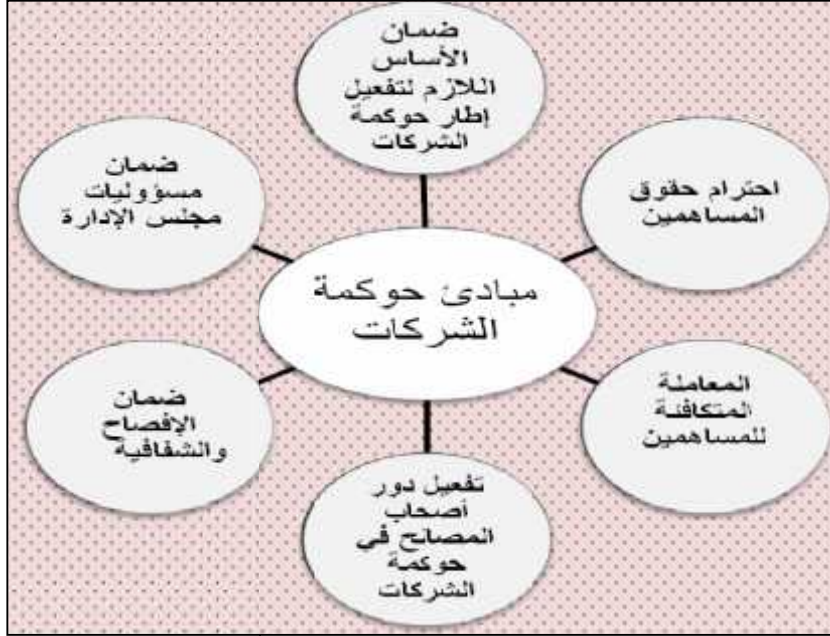 ضمان
الأساس
اللازم لتفعيل
إطار حوكمة
الشركات
احترام حقوق
المساهمين
المعاملة
المتكافئة
للمساهمين
تفعيل دور
أصحاب
المصالح في
حوكمة
الشركات
ضمان
الإفصاح
والشفافية
ضمان
مسؤوليات
مجلس الإدارة
مبادئ حوكمة
الشركات